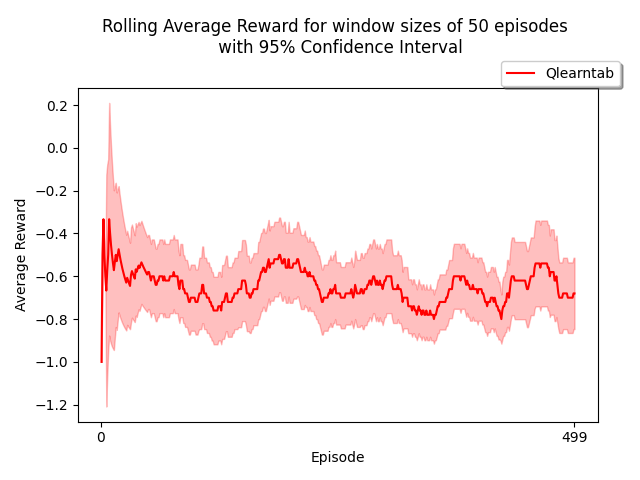 Rolling Average Reward for window sizes of 50 episodes
with 95% Confidence Interval
Qlearntab
0.2
0.0
−0.2
−0.4
−0.6
−0.8
−1.0
−1.2
Average Reward
0
499
Episode